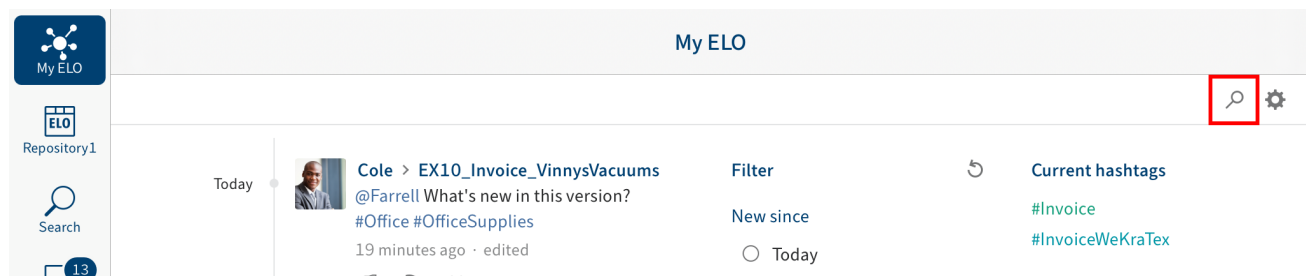 My ELO
My ELO
ELO
Repository1
Search
13
Today
Cole > EX10_Invoice_VinnysVacuums
@Farrell What's new in this version?
#Office #OfficeSupplies
19 minutes ago · edited
Filter
New since
Today
Current hashtags
#Invoice
#InvoiceWeKraTex